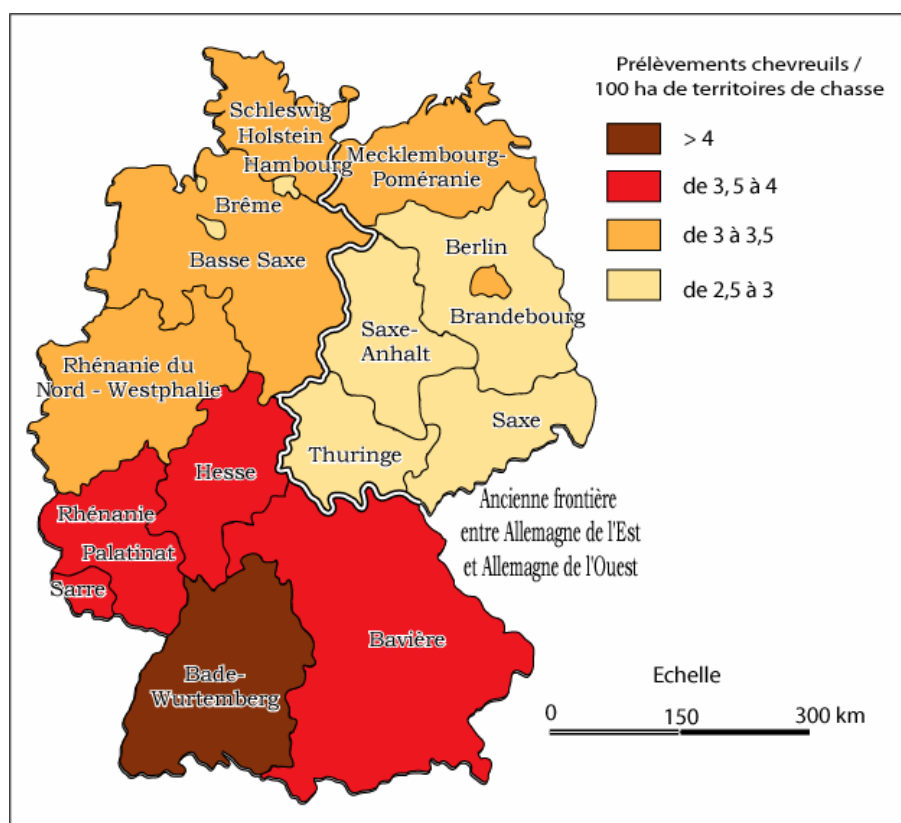 Prélèvements chevreuils /
100 ha de territoires de chasse
> 4
de 3,5 à 4
de 3 à 3,5
de 2,5 à 3
Schleswig
Holstein
Hambourg
Mecklembourg-
Poméranie
Brême
Basse Saxe
Berlin
Brandebourg
Saxe-
Anhalt
Rhénanie du
Nord - Westphalie
Hesse
Thuringe
Saxe
Rhénanie
Palatinat
Sarre
Ancienne frontière
entre Allemagne de l'Est
et Allemagne de l'Ouest
Bavière
Bade-
Wurtemberg
Echelle
0 150 300 km